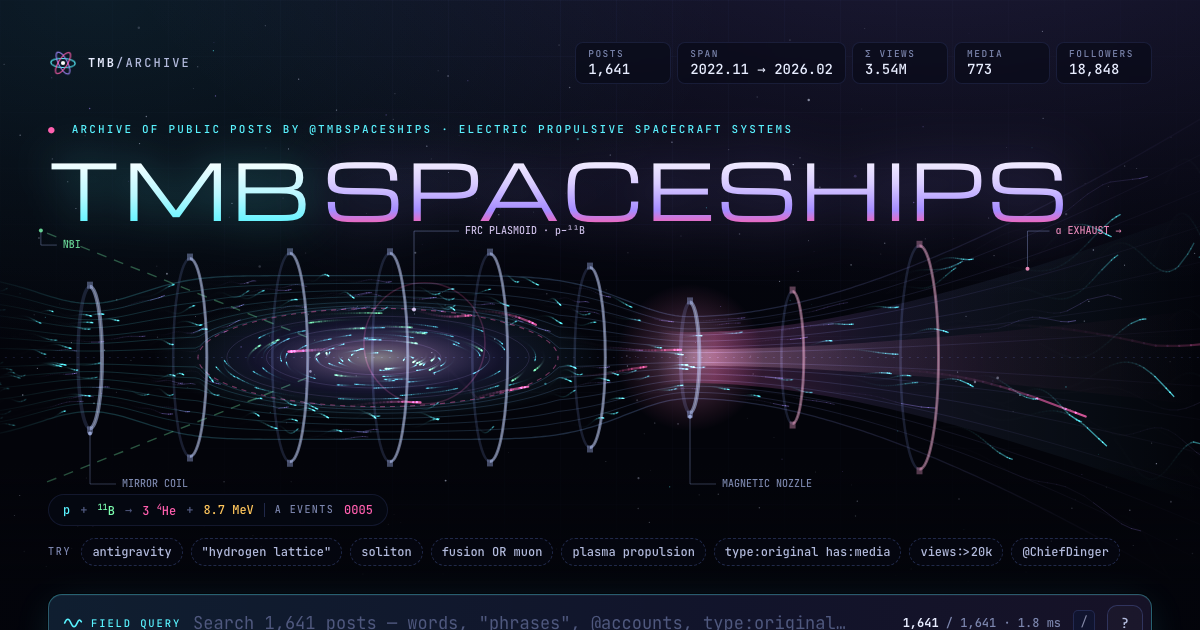 TMB/ARCHIVE
POSTS
1,641
SPAN
2022.11 → 2026.02
Σ VIEWS
3.54M
MEDIA
773
FOLLOWERS
18,848
ARCHIVE OF PUBLIC POSTS BY @TMBSPACESHIPS · ELECTRIC PROPULSIVE SPACECRAFT SYSTEMS
TMBSPACESHIPS
NBI
FRC PLASMOID · p–¹¹B
α EXHAUST →
MIRROR COIL
MAGNETIC NOZZLE
p + ¹¹B → 3 ⁴He + 8.7 MeV
A EVENTS 0005
TRY
antigravity
"hydrogen lattice"
soliton
fusion OR muon
plasma propulsion
type:original has:media
views:>20k
@ChiefDinger
FIELD QUERY
Search 1,641 posts — words, "phrases", @accounts, type:original…
1,641 / 1,641 · 1.8 ms
/
?